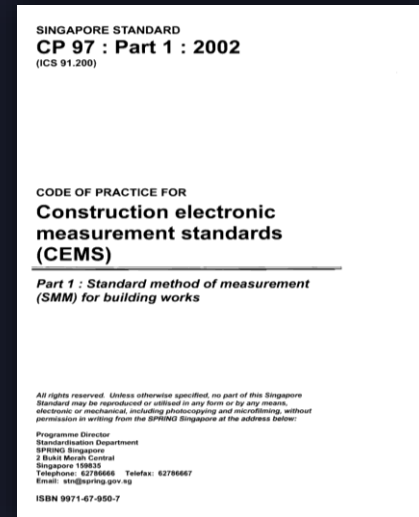 SINGAPORE STANDARD
CP 97 : Part 1 : 2002
(ICS 91.200)
CODE OF PRACTICE FOR
Construction electronic
measurement standards
(CEMS)
Part 1 : Standard method of measurement
(SMM) for building works
All rights reserved. Unless otherwise specified, no part of this Singapore
Standard may be reproduced or utilised in any form or by any means,
electronic or mechanical, including photocopying and microfilming, without
permission in writing from the SPRING Singapore at the address below:
Programme Director
Standardisation Department
SPRING Singapore
2 Bukit Merah Central
Singapore 159835
Telephone: 62786666 Telefax: 62786667
Email: stn@spring.gov.sg
ISBN 9971-67-950-7